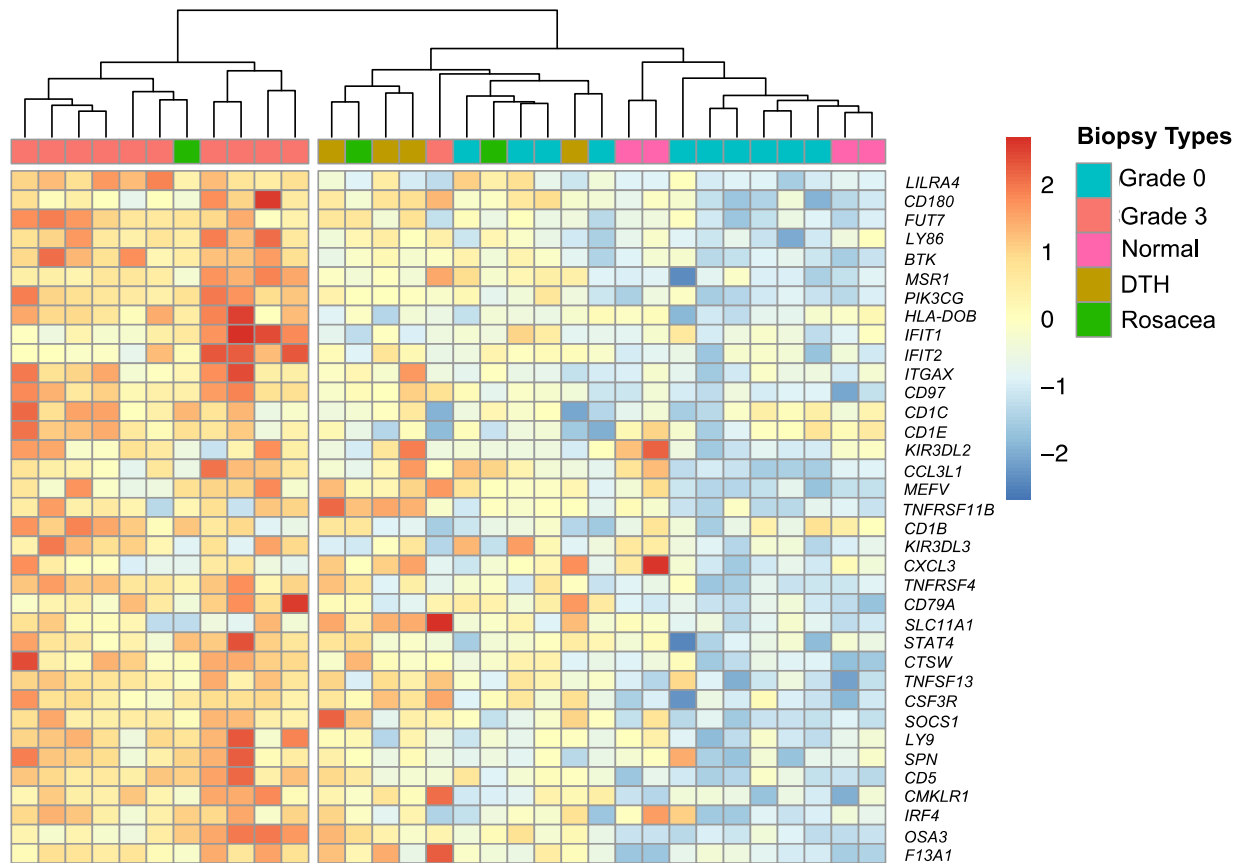 Biopsy Types
Grade 0
Grade 3
Normal
DTH
Rosacea
2
1
0
−1
−2
LILRA4
CD180
FUT7
LY86
BTK
MSR1
PIK3CG
HLA-DOB
IFIT1
IFIT2
ITGAX
CD97
CD1C
CD1E
KIR3DL2
CCL3L1
MEFV
TNFRSF11B
CD1B
KIR3DL3
CXCL3
TNFRSF4
CD79A
SLC11A1
STAT4
CTSW
TNFSF13
CSF3R
SOCS1
LY9
SPN
CD5
CMKLR1
IRF4
OSA3
F13A1